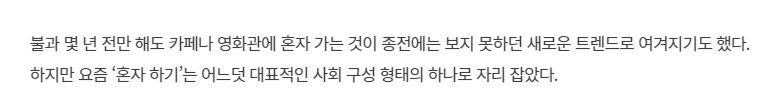 불과 몇 년 전만 해도 카페나 영화관에 혼자 가는 것이 종전에는 보지 못하던 새로운 트렌드로 여겨지기도 했다.
하지만 요즘 ‘혼자 하기’는 어느덧 대표적인 사회 구성 형태의 하나로 자리 잡았다.